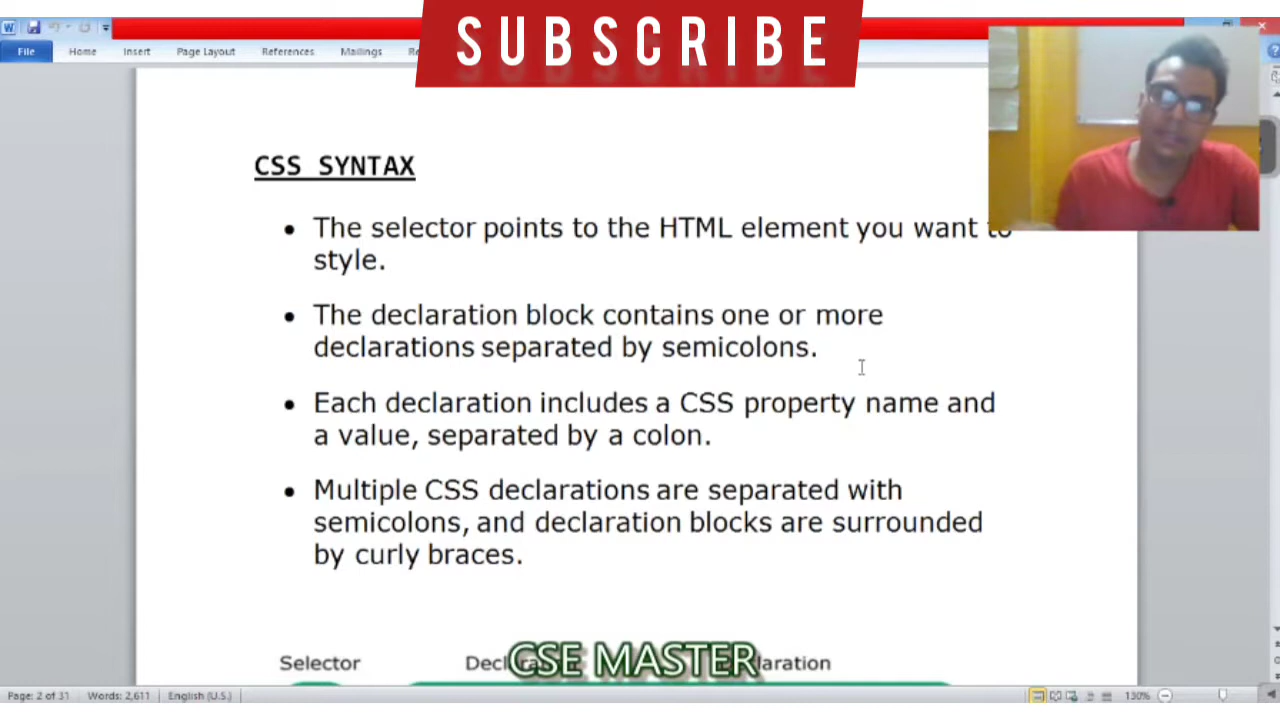 SUBSCRIBE
File Home Insert Page Layout References Mailings
CSS SYNTAX
• The selector points to the HTML element you want to
style.
• The declaration block contains one or more
declarations separated by semicolons.
• Each declaration includes a CSS property name and
a value, separated by a colon.
• Multiple CSS declarations are separated with
semicolons, and declaration blocks are surrounded
by curly braces.
CSE MASTER
Selector
Page: 2 of 31 Words: 2,611 English (U.S.) 130%